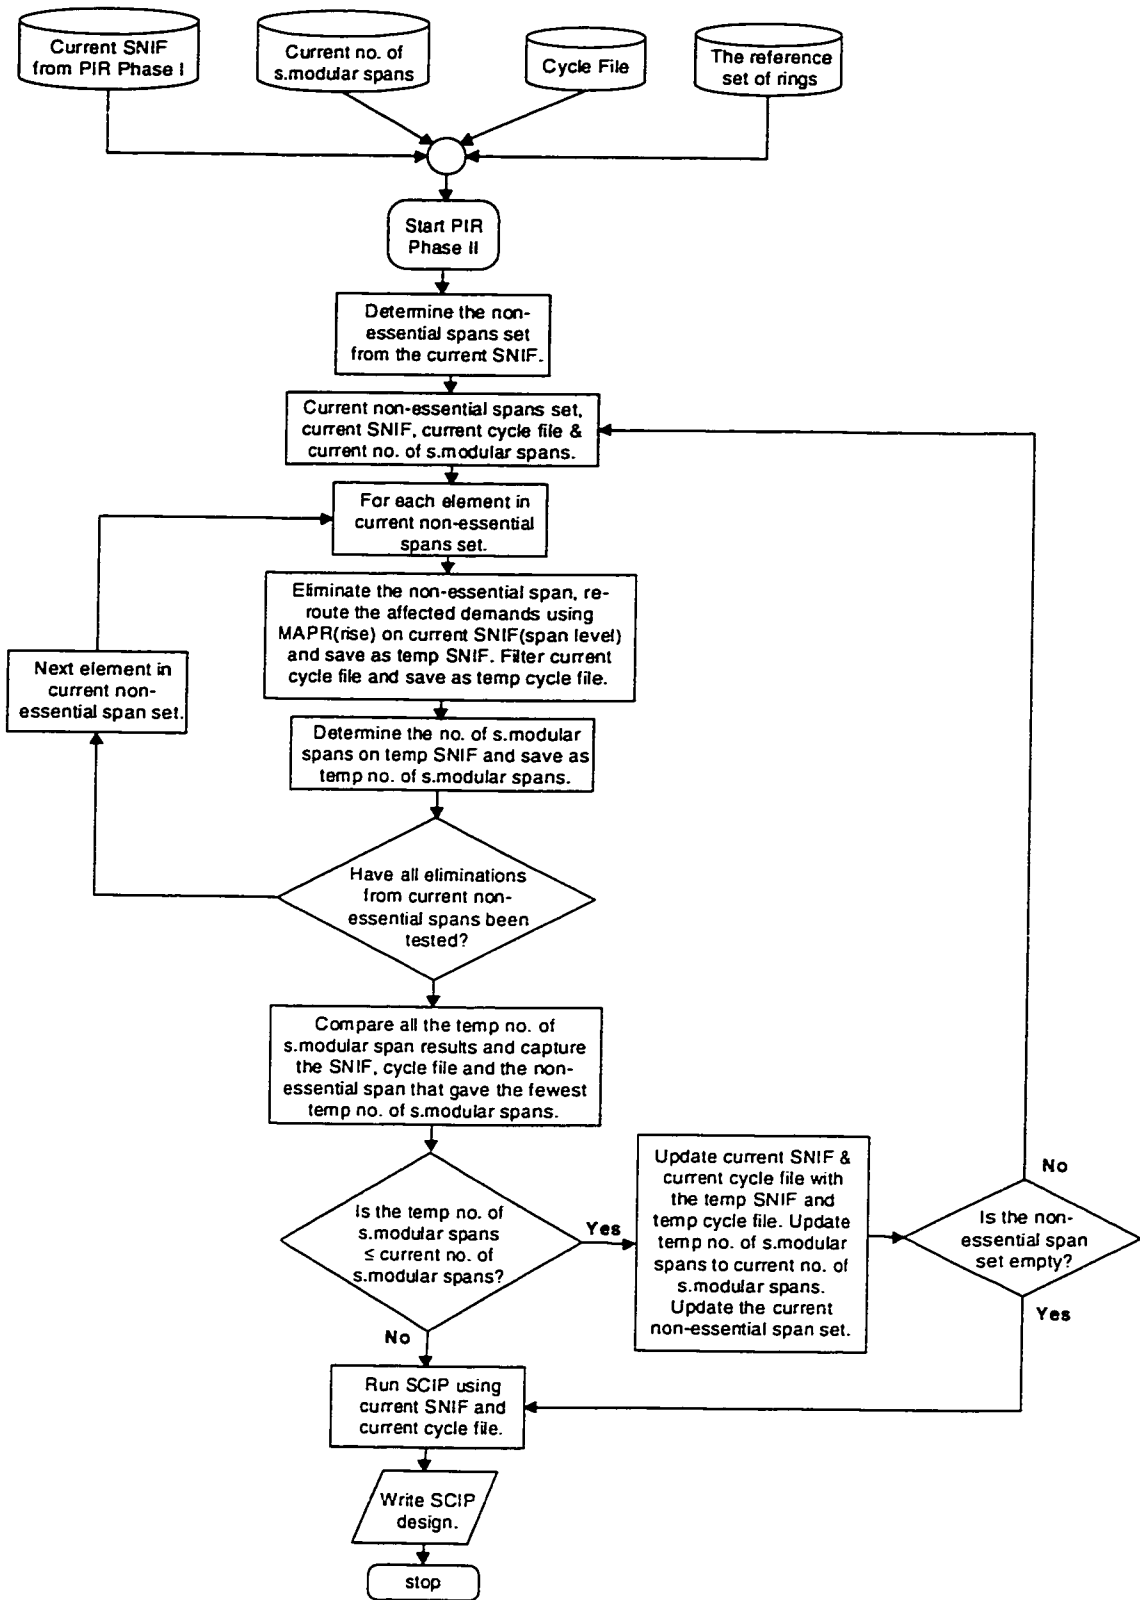 Current SNIF
from PIR Phase I
Current no. of
s.modular spans
Cycle File
The reference
set of rings
Start PIR
Phase II
Determine the non-
essential spans set
from the current SNIF.
Current non-essential spans set,
current SNIF, current cycle file &
current no. of s.modular spans.
For each element in
current non-essential
spans set.
Eliminate the non-essential span, re-
route the affected demands using
MAPR(rise) on current SNIF(span level)
and save as temp SNIF. Filter current
cycle file and save as temp cycle file.
Next element in
current non-
essential span set.
Determine the no. of s.modular
spans on temp SNIF and save as
temp no. of s.modular spans.
Have all eliminations
from current non-
essential spans been
tested?
Compare all the temp no. of
s.modular span results and capture
the SNIF, cycle file and the non-
essential span that gave the fewest
temp no. of s.modular spans.
Is the temp no. of
s.modular spans
≤ current no. of
s.modular spans?
Yes
No
Update current SNIF &
current cycle file with
the temp SNIF and
temp cycle file. Update
temp no. of s.modular
spans to current no. of
s.modular spans.
Update the current
non-essential span set.
No
Is the non-
essential span
set empty?
Yes
Run SCIP using
current SNIF and
current cycle file.
Write SCIP
design.
stop